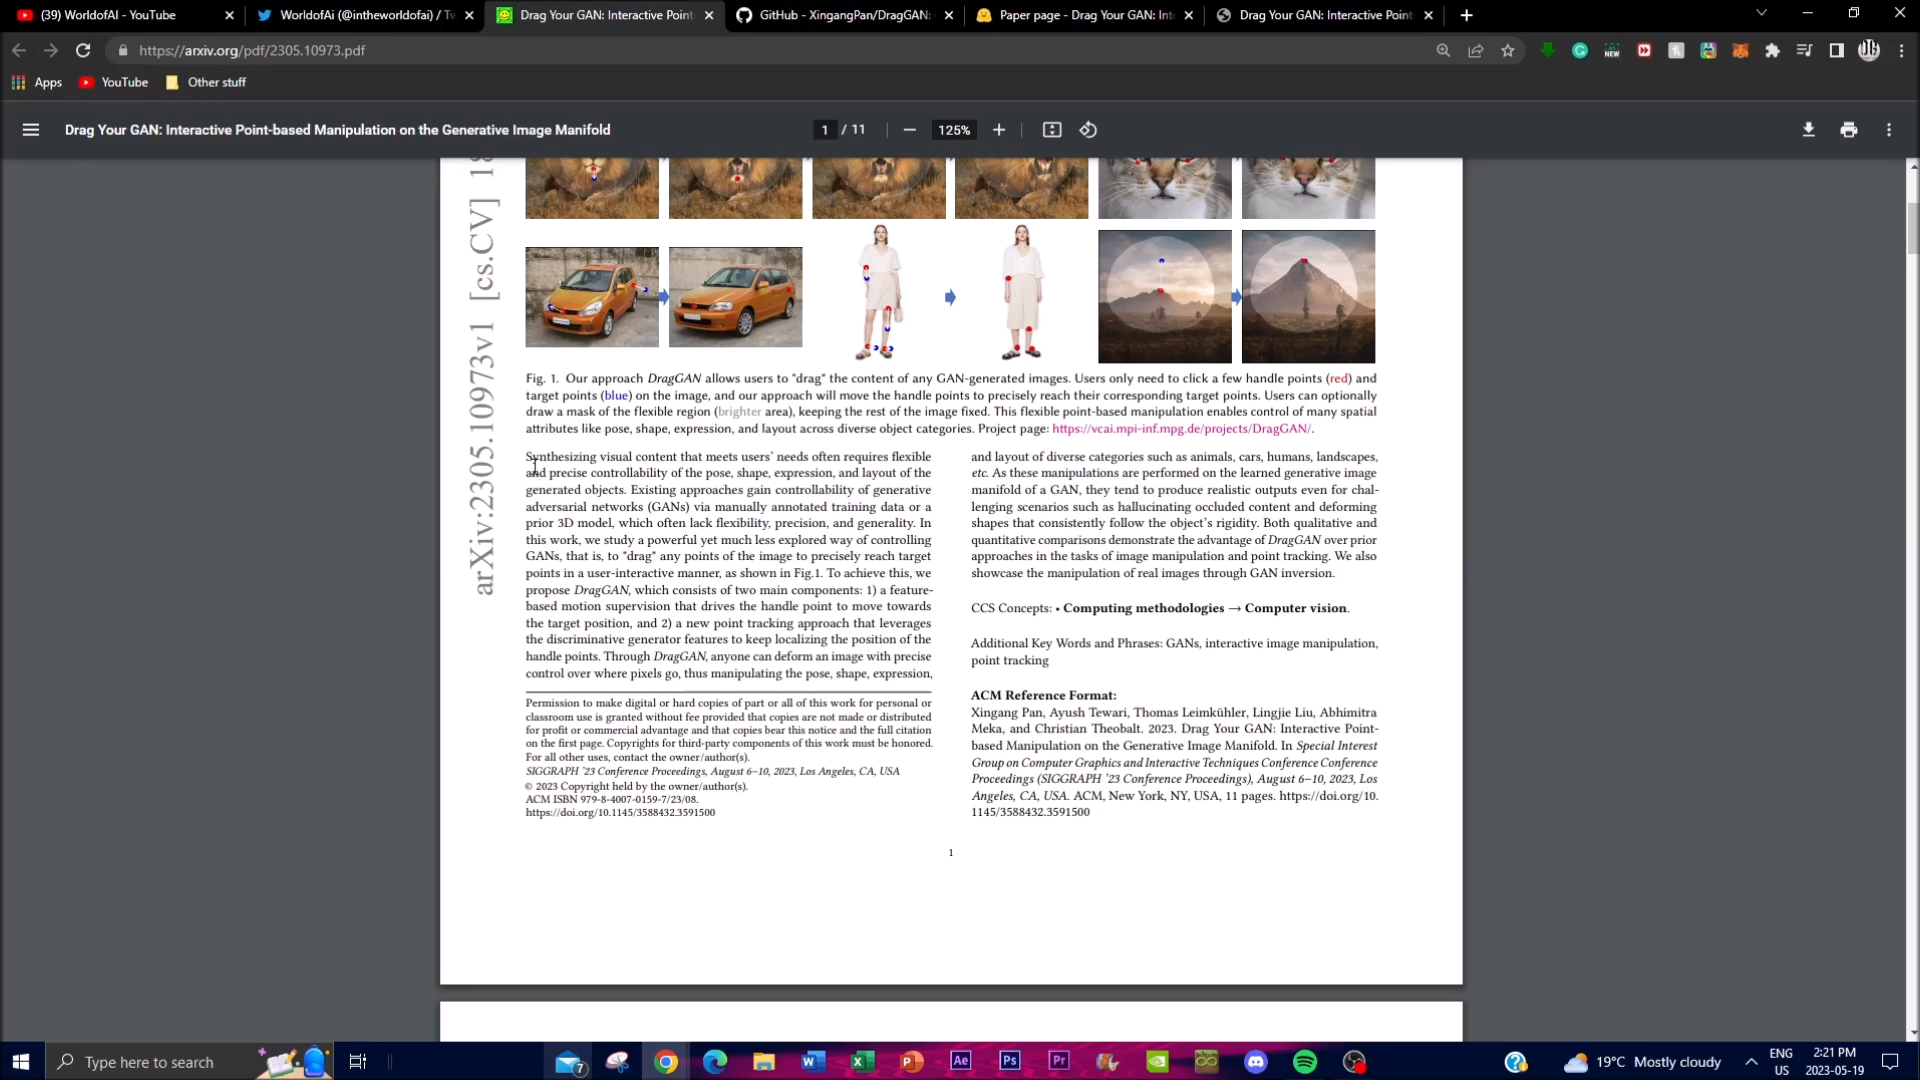 (39) WorldofAI - YouTube
WorldofAi (@intheworldofai) / Tw
Drag Your GAN: Interactive Point
GitHub - XingangPan/DragGAN:
Paper page - Drag Your GAN: Int
Drag Your GAN: Interactive Point
https://arxiv.org/pdf/2305.10973.pdf
NEW
Apps
YouTube
Other stuff
Drag Your GAN: Interactive Point-based Manipulation on the Generative Image Manifold
1 / 11
125%
arXiv:2305.10973v1 [cs.CV] 18
Fig. 1. Our approach DragGAN allows users to "drag" the content of any GAN-generated images. Users only need to click a few handle points (red) and
target points (blue) on the image, and our approach will move the handle points to precisely reach their corresponding target points. Users can optionally
draw a mask of the flexible region (brighter area), keeping the rest of the image fixed. This flexible point-based manipulation enables control of many spatial
attributes like pose, shape, expression, and layout across diverse object categories. Project page: https://vcai.mpi-inf.mpg.de/projects/DragGAN/.
Synthesizing visual content that meets users' needs often requires flexible
and precise controllability of the pose, shape, expression, and layout of the
generated objects. Existing approaches gain controllability of generative
adversarial networks (GANs) via manually annotated training data or a
prior 3D model, which often lack flexibility, precision, and generality. In
this work, we study a powerful yet much less explored way of controlling
GANs, that is, to "drag" any points of the image to precisely reach target
points in a user-interactive manner, as shown in Fig.1. To achieve this, we
propose DragGAN, which consists of two main components: 1) a feature-
based motion supervision that drives the handle point to move towards
the target position, and 2) a new point tracking approach that leverages
the discriminative generator features to keep localizing the position of the
handle points. Through DragGAN, anyone can deform an image with precise
control over where pixels go, thus manipulating the pose, shape, expression,
Permission to make digital or hard copies of part or all of this work for personal or
classroom use is granted without fee provided that copies are not made or distributed
for profit or commercial advantage and that copies bear this notice and the full citation
on the first page. Copyrights for third-party components of this work must be honored.
For all other uses, contact the owner/author(s).
SIGGRAPH '23 Conference Proceedings, August 6–10, 2023, Los Angeles, CA, USA
© 2023 Copyright held by the owner/author(s).
ACM ISBN 979-8-4007-0159-7/23/08.
https://doi.org/10.1145/3588432.3591500
and layout of diverse categories such as animals, cars, humans, landscapes,
etc. As these manipulations are performed on the learned generative image
manifold of a GAN, they tend to produce realistic outputs even for chal-
lenging scenarios such as hallucinating occluded content and deforming
shapes that consistently follow the object's rigidity. Both qualitative and
quantitative comparisons demonstrate the advantage of DragGAN over prior
approaches in the tasks of image manipulation and point tracking. We also
showcase the manipulation of real images through GAN inversion.
CCS Concepts: • Computing methodologies → Computer vision.
Additional Key Words and Phrases: GANs, interactive image manipulation,
point tracking
ACM Reference Format:
Xingang Pan, Ayush Tewari, Thomas Leimkühler, Lingjie Liu, Abhimitra
Meka, and Christian Theobalt. 2023. Drag Your GAN: Interactive Point-
based Manipulation on the Generative Image Manifold. In Special Interest
Group on Computer Graphics and Interactive Techniques Conference Conference
Proceedings (SIGGRAPH '23 Conference Proceedings), August 6–10, 2023, Los
Angeles, CA, USA. ACM, New York, NY, USA, 11 pages. https://doi.org/10.
1145/3588432.3591500
1
Type here to search
7
W
X
P
Ae
Ps
Pr
19°C Mostly cloudy
ENG
US
2:21 PM
2023-05-19